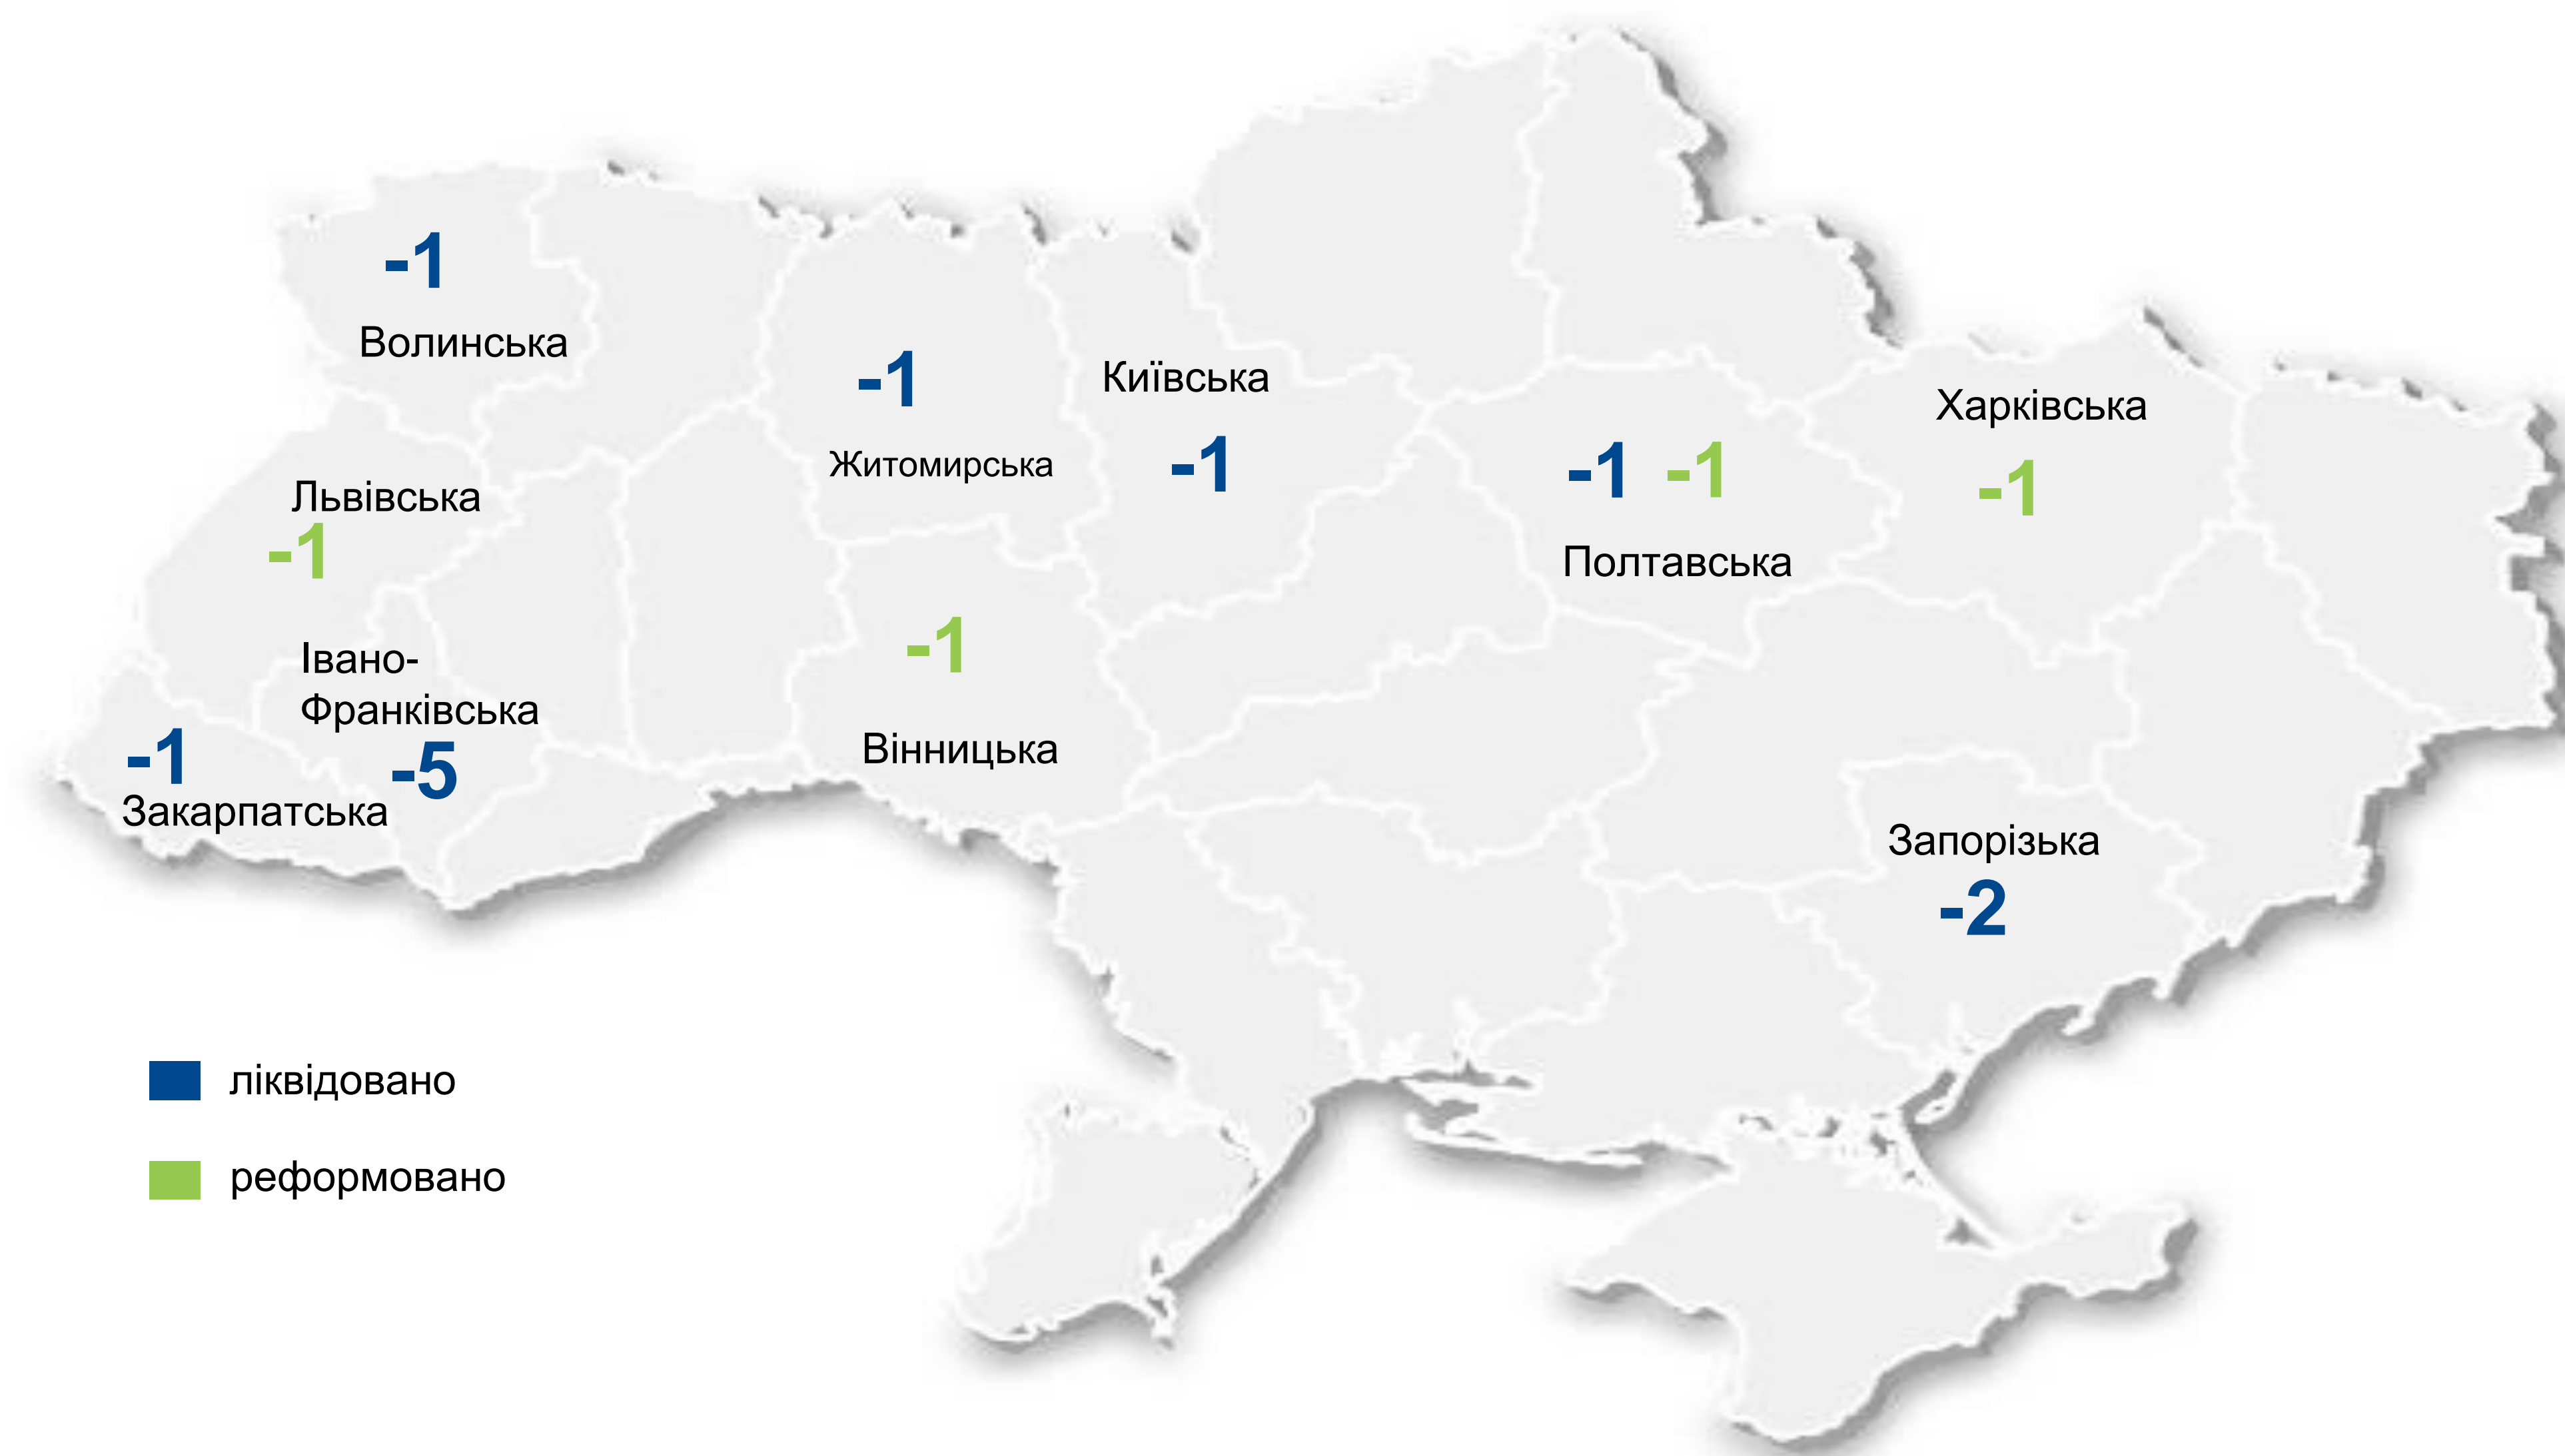 -1
Волинська
-1
Житомирська
Київська
-1
-1 -1
Полтавська
Харківська
-1
Львівська
-1
Івано-
Франківська
-5
-1
Закарпатська
-1
Вінницька
Запорізька
-2
ліквідовано
реформовано